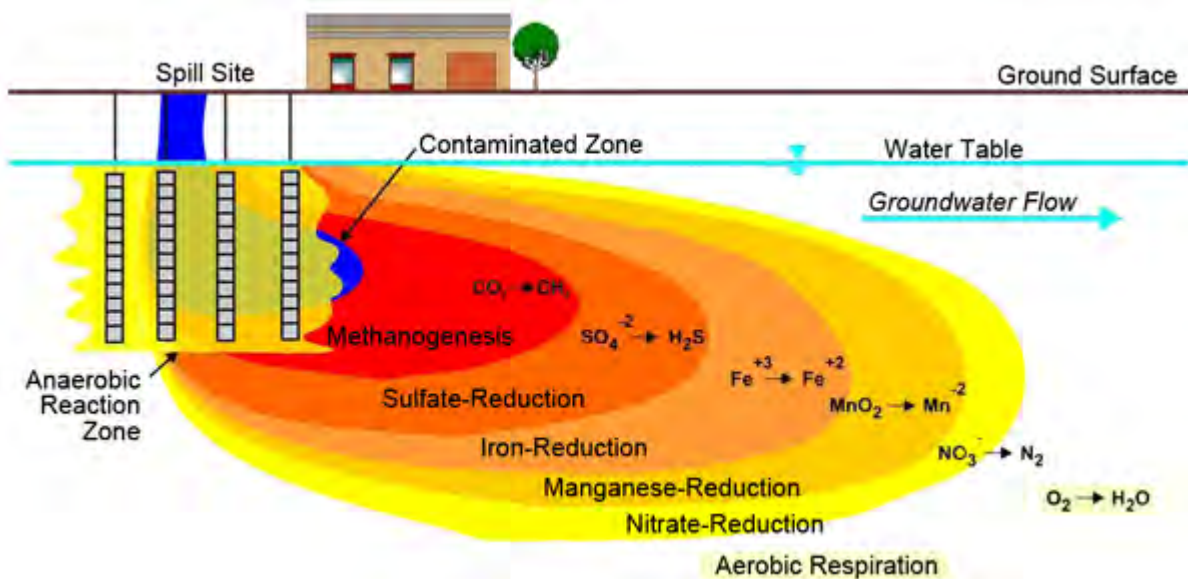 Spill Site
Ground Surface
Contaminated Zone
Water Table
Groundwater Flow
CO₂ → CH₄
Methanogenesis
SO₄⁻² → H₂S
Anaerobic
Reaction
Zone
Fe⁺³ → Fe⁺²
Sulfate-Reduction
MnO₂ → Mn⁻²
Iron-Reduction
NO₃⁻ → N₂
Manganese-Reduction
O₂ → H₂O
Nitrate-Reduction
Aerobic Respiration